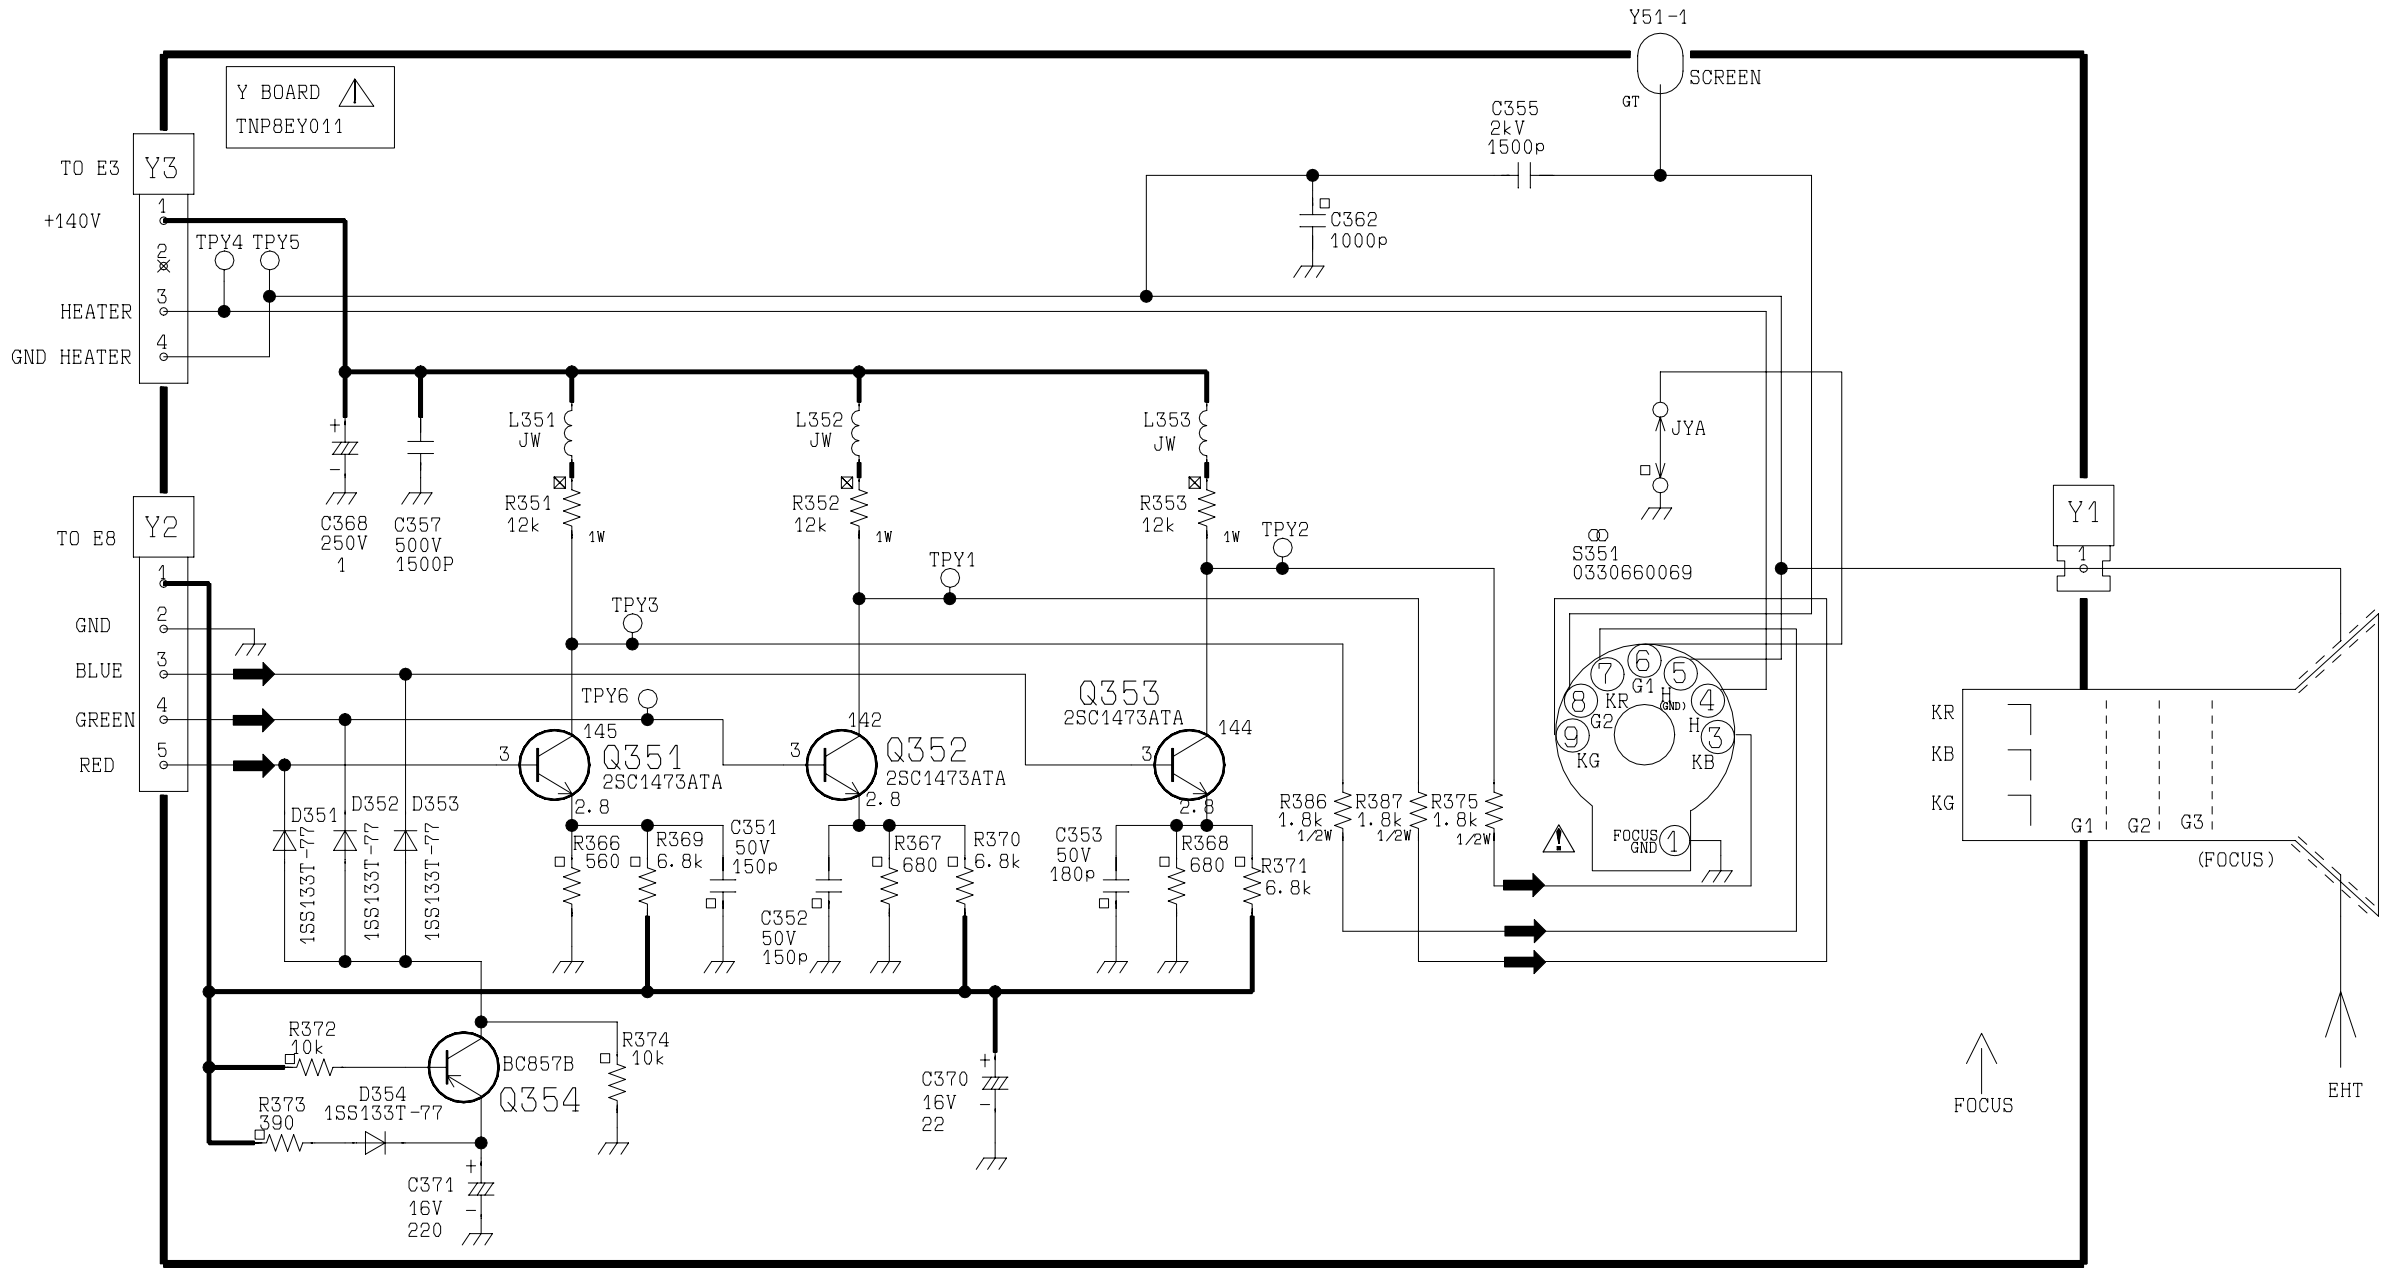 Y51-1
SCREEN
GT
Y BOARD
TNP8EY011
C355
2kV
1500p
TO E3
Y3
1
+140V
2
3
HEATER
4
GND HEATER
TPY4
TPY5
C362
1000p
L351
JW
L352
JW
L353
JW
JYA
+
-
R351
12k
1W
R352
12k
1W
R353
12k
1W
C368
250V
1
C357
500V
1500P
TO E8
Y2
1
2
GND
3
BLUE
4
GREEN
5
RED
TPY3
TPY1
TPY2
TPY6
S351
0330660069
Y1
1
145
3
Q351
2SC1473ATA
2.8
142
3
Q352
2SC1473ATA
2.8
Q353
2SC1473ATA
144
3
2.8
7
6
5
8
4
9
3
KR
G1
H
(GND)
G2
H
KG
KB
FOCUS
GND
1
KR
KB
KG
G1
G2
G3
(FOCUS)
D351
1SS133T-77
D352
1SS133T-77
D353
1SS133T-77
R366
560
R369
6.8k
C351
50V
150p
C352
50V
150p
R367
680
R370
6.8k
C353
50V
180p
R368
680
R371
6.8k
R386
1.8k
1/2W
R387
1.8k
1/2W
R375
1.8k
1/2W
R372
10k
BC857B
Q354
R374
10k
R373
390
D354
1SS133T-77
+
C371
16V
-
220
+
C370
16V
-
22
FOCUS
EHT